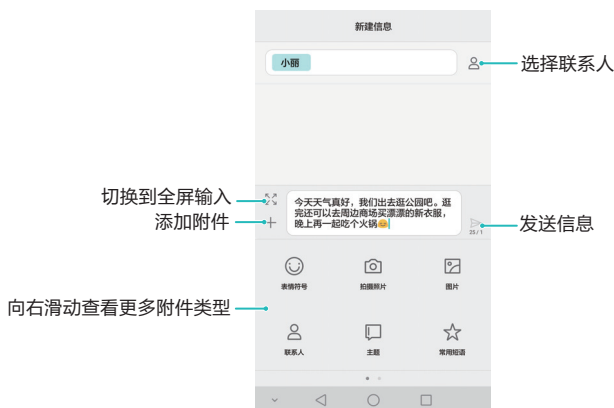 新建信息
小丽
选择联系人
切换到全屏输入
今天天气真好，我们出去逛公园吧。逛
完还可以去周边商场买漂漂的新衣服，
晚上再一起吃个火锅😊
添加附件
发送信息
25 / 1
表情符号
拍摄照片
图片
向右滑动查看更多附件类型
联系人
主题
常用短语